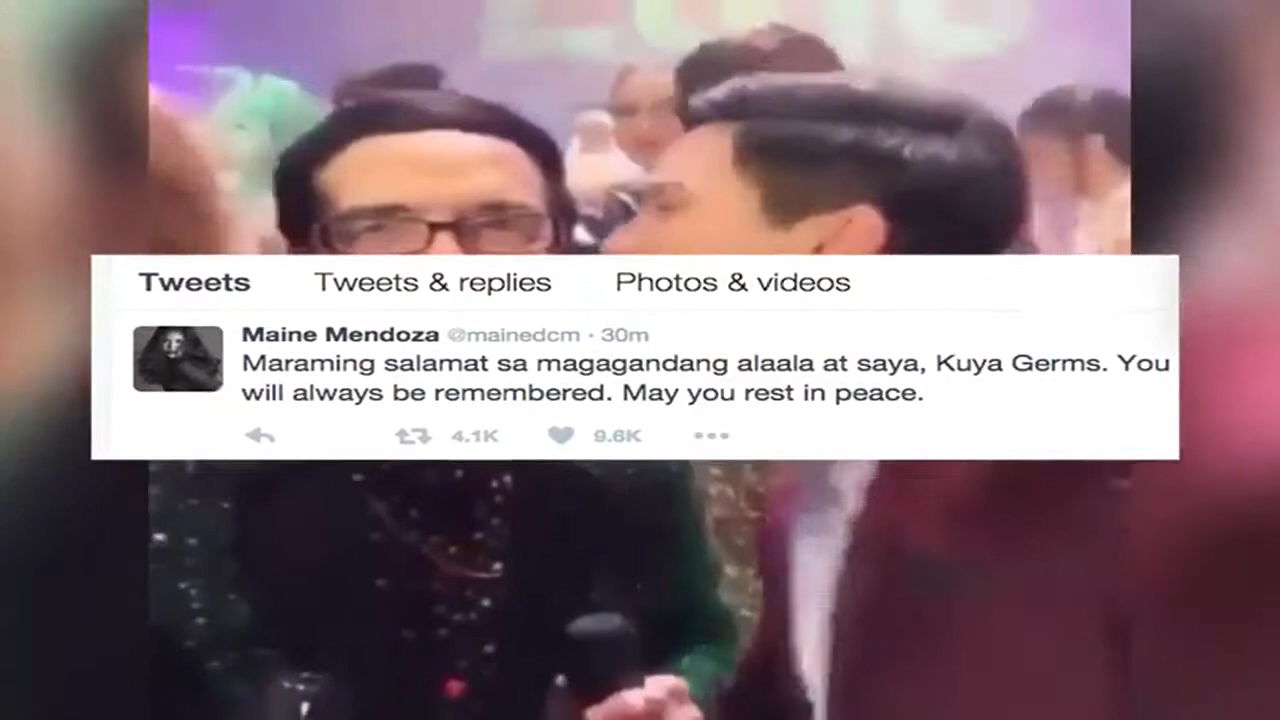 Tweets Tweets & replies Photos & videos
Maine Mendoza @mainedcm · 30m
Maraming salamat sa magagandang alaala at saya, Kuya Germs. You
will always be remembered. May you rest in peace.
4.1K 9.6K